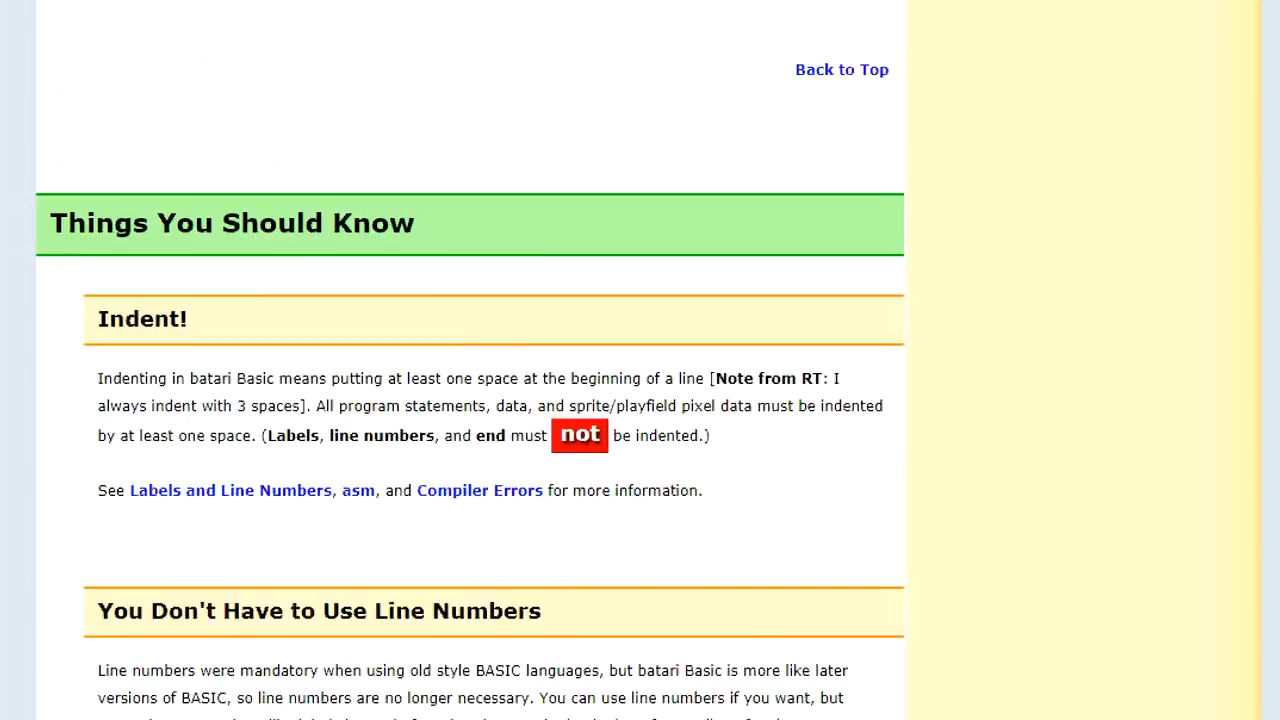 Back to Top
Things You Should Know
Indent!
Indenting in batari Basic means putting at least one space at the beginning of a line [Note from RT: I
always indent with 3 spaces]. All program statements, data, and sprite/playfield pixel data must be indented
by at least one space. (Labels, line numbers, and end must not be indented.)
See Labels and Line Numbers, asm, and Compiler Errors for more information.
You Don't Have to Use Line Numbers
Line numbers were mandatory when using old style BASIC languages, but batari Basic is more like later
versions of BASIC, so line numbers are no longer necessary. You can use line numbers if you want, but